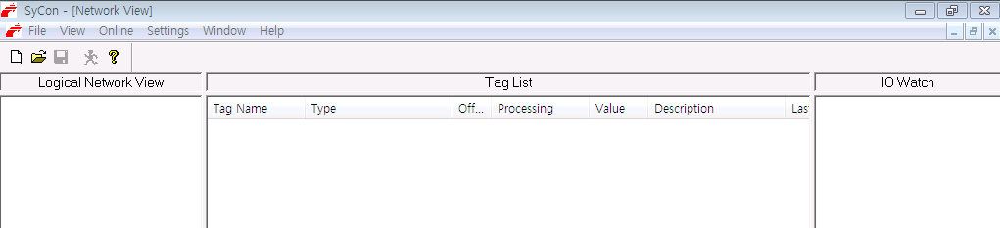 SyCon - [Network View]
File View Online Settings Window Help
Logical Network View Tag List IO Watch
Tag Name Type Off... Processing Value Description Las